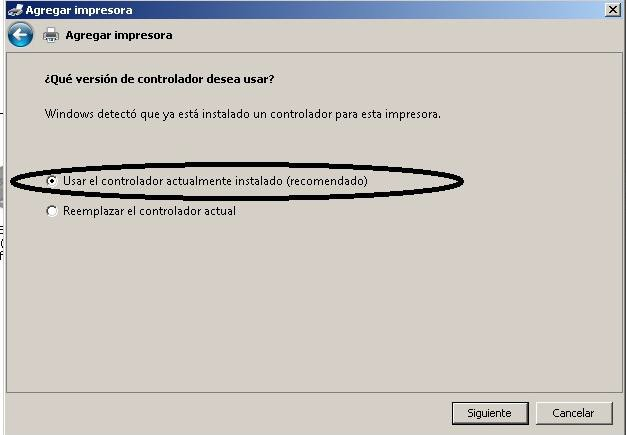 Agregar impresora
Agregar impresora
¿Qué versión de controlador desea usar?
Windows detectó que ya está instalado un controlador para esta impresora.
Usar el controlador actualmente instalado (recomendado)
Reemplazar el controlador actual
Siguiente
Cancelar